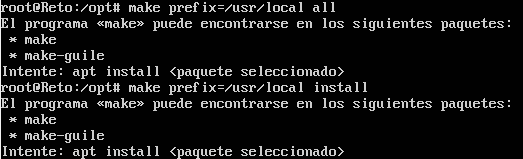 root@Reto:/opt# make prefix=/usr/local all
El programa «make» puede encontrarse en los siguientes paquetes:
 * make
 * make-guile
Intente: apt install <paquete seleccionado>
root@Reto:/opt# make prefix=/usr/local install
El programa «make» puede encontrarse en los siguientes paquetes:
 * make
 * make-guile
Intente: apt install <paquete seleccionado>